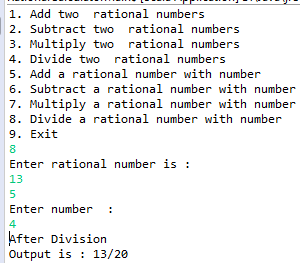 1. Add two  rational numbers
2. Subtract two  rational numbers
3. Multiply two  rational numbers
4. Divide two  rational numbers
5. Add a rational number with number
6. Subtract a rational number with number
7. Multiply a rational number with number
8. Divide a rational number with number
9. Exit
8
Enter rational number is :
13
5
Enter number  :
4
After Division
Output is : 13/20